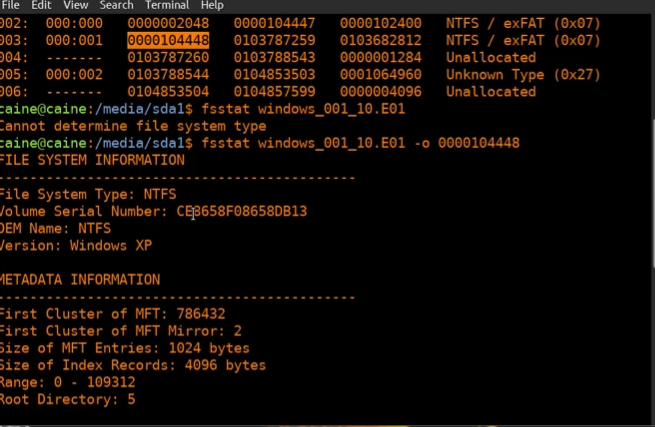 File Edit View Search Terminal Help
002: 000:000 0000002048 0000104447 0000102400 NTFS / exFAT (0x07)
003: 000:001 0000104448 0103787259 0103682812 NTFS / exFAT (0x07)
004: ------- 0103787260 0103788543 0000001284 Unallocated
005: 000:002 0103788544 0104853503 0001064960 Unknown Type (0x27)
006: ------- 0104853504 0104857599 0000004096 Unallocated
caine@caine:/media/sda1$ fsstat windows_001_10.E01
Cannot determine file system type
caine@caine:/media/sda1$ fsstat windows_001_10.E01 -o 0000104448
FILE SYSTEM INFORMATION
--------------------------------------------
File System Type: NTFS
Volume Serial Number: CE8658F08658DB13
OEM Name: NTFS
Version: Windows XP
METADATA INFORMATION
--------------------------------------------
First Cluster of MFT: 786432
First Cluster of MFT Mirror: 2
Size of MFT Entries: 1024 bytes
Size of Index Records: 4096 bytes
Range: 0 - 109312
Root Directory: 5